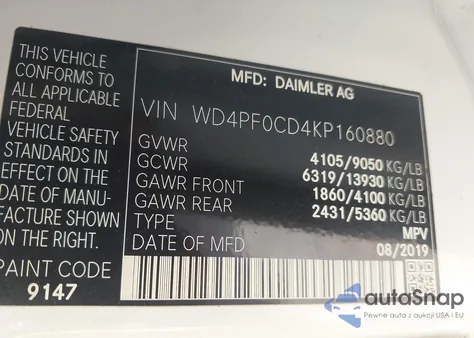 THIS VEHICLE
CONFORMS TO
ALL APPLICABLE
FEDERAL
VEHICLE SAFETY
STANDARDS IN
EFFECT ON THE
DATE OF MANU-
FACTURE SHOWN
ON THE RIGHT.
PAINT CODE
9147
MFD: DAIMLER AG
VIN WD4PF0CD4KP160880
GVWR 4105/9050 KG/LB
GCWR 6319/13930 KG/LB
GAWR FRONT 1860/4100 KG/LB
GAWR REAR 2431/5360 KG/LB
TYPE MPV
DATE OF MFD 08/2019
autoSnap
Pewne auta z aukcji USA i EU